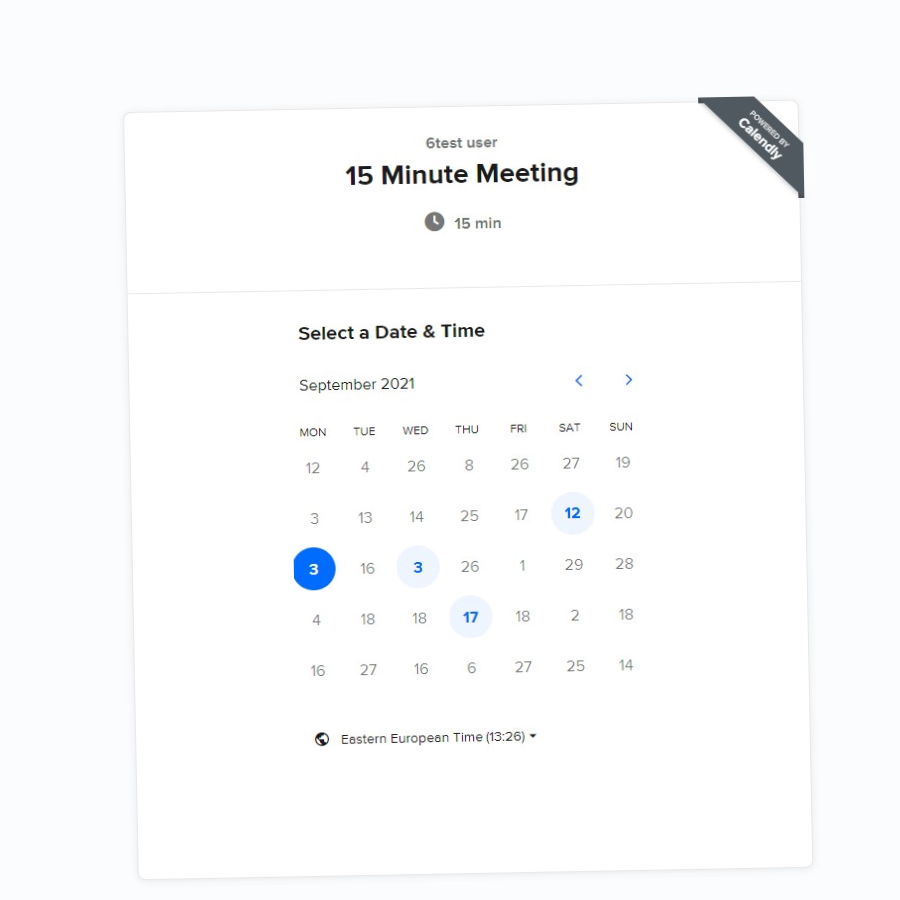 POWERED BY
Calendly
6test user
15 Minute Meeting
15 min
Select a Date & Time
September 2021
MON TUE WED THU FRI SAT SUN
12 4 26 8 26 27 19
3 13 14 25 17 12 20
3 16 3 26 1 29 28
4 18 18 17 18 2 18
16 27 16 6 27 25 14
Eastern European Time (13:26)